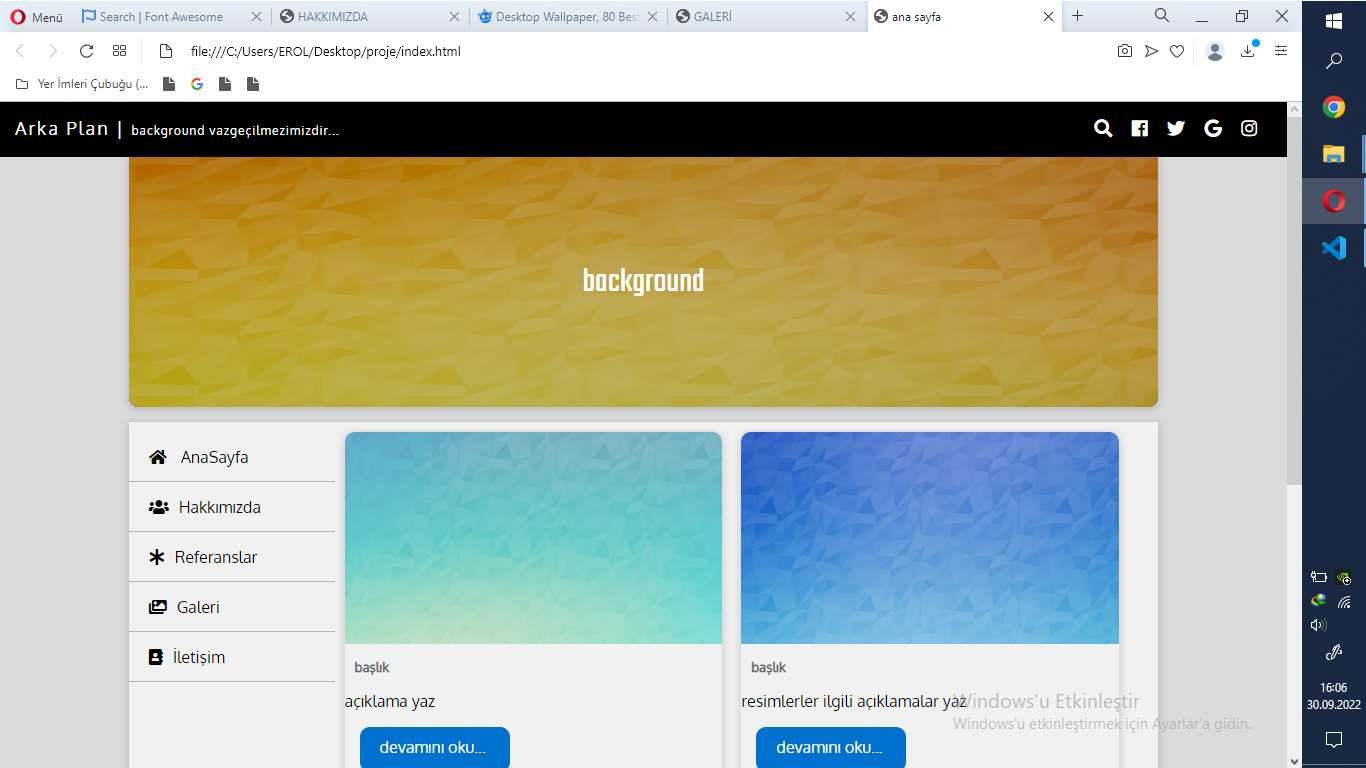 Menü
Search | Font Awesome
HAKKIMIZDA
Desktop Wallpaper, 80 Bes
GALERİ
ana sayfa
file:///C:/Users/EROL/Desktop/proje/index.html
Yer İmleri Çubuğu (...
Arka Plan | background vazgeçilmezimizdir...
background
AnaSayfa
Hakkımızda
Referanslar
Galeri
İletişim
başlık
açıklama yaz
devamını oku...
başlık
resimlerler ilgili açıklamalar yaz
devamını oku...
Windows'u Etkinleştir
Windows'u etkinleştirmek için Ayarlar'a gidin.
16:06
30.09.2022